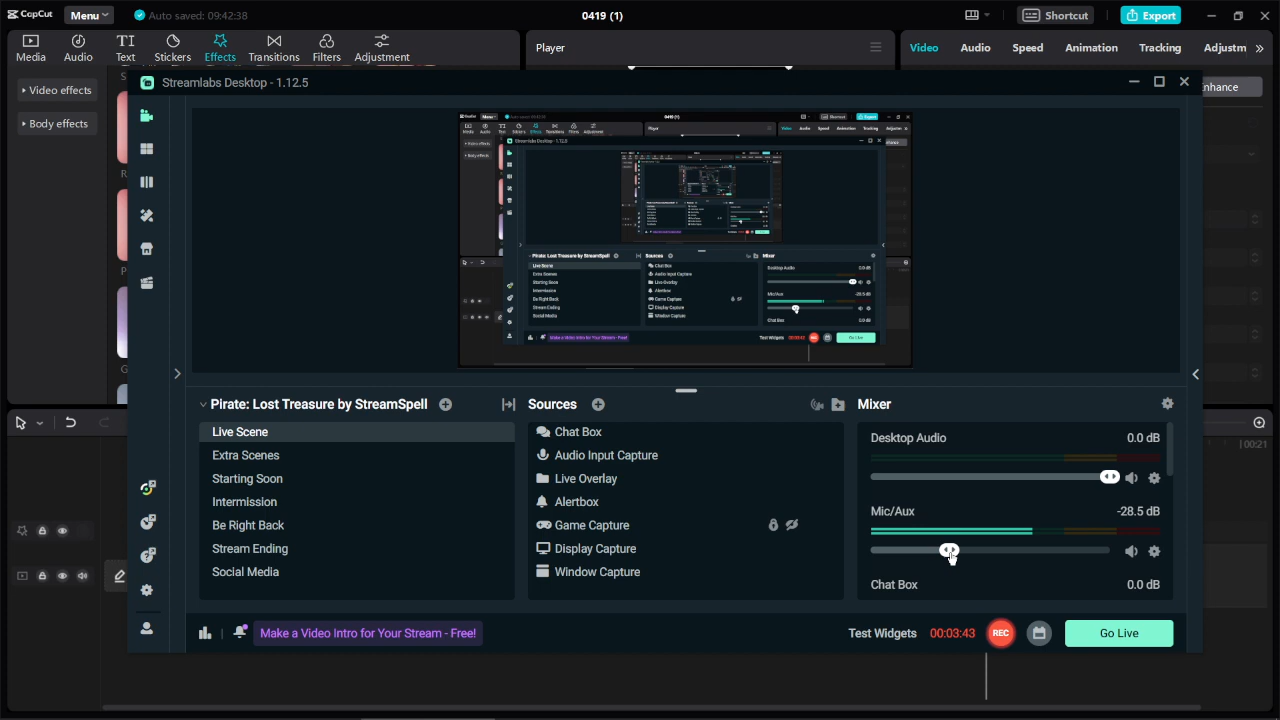 CapCut Menu Auto saved: 09:42:38 0419 (1) Shortcut Export
Media Audio Text Stickers Effects Transitions Filters Adjustment
Player
Video Audio Speed Animation Tracking Adjustm
Video effects
Body effects
Streamlabs Desktop - 1.12.5
nhance
Pirate: Lost Treasure by StreamSpell
Live Scene
Extra Scenes
Starting Soon
Intermission
Be Right Back
Stream Ending
Social Media
Sources
Chat Box
Audio Input Capture
Live Overlay
Alertbox
Game Capture
Display Capture
Window Capture
Mixer
Desktop Audio 0.0 dB
Mic/Aux -28.5 dB
Chat Box 0.0 dB
Make a Video Intro for Your Stream - Free!
Test Widgets 00:03:43 REC Go Live
00:21